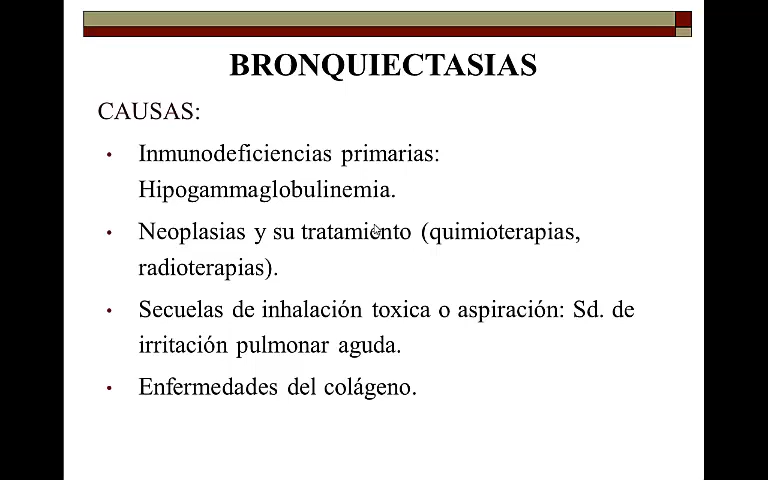 BRONQUIECTASIAS
CAUSAS:
• Inmunodeficiencias primarias:
Hipogammaglobulinemia.
• Neoplasias y su tratamiento (quimioterapias,
radioterapias).
• Secuelas de inhalación toxica o aspiración: Sd. de
irritación pulmonar aguda.
• Enfermedades del colágeno.